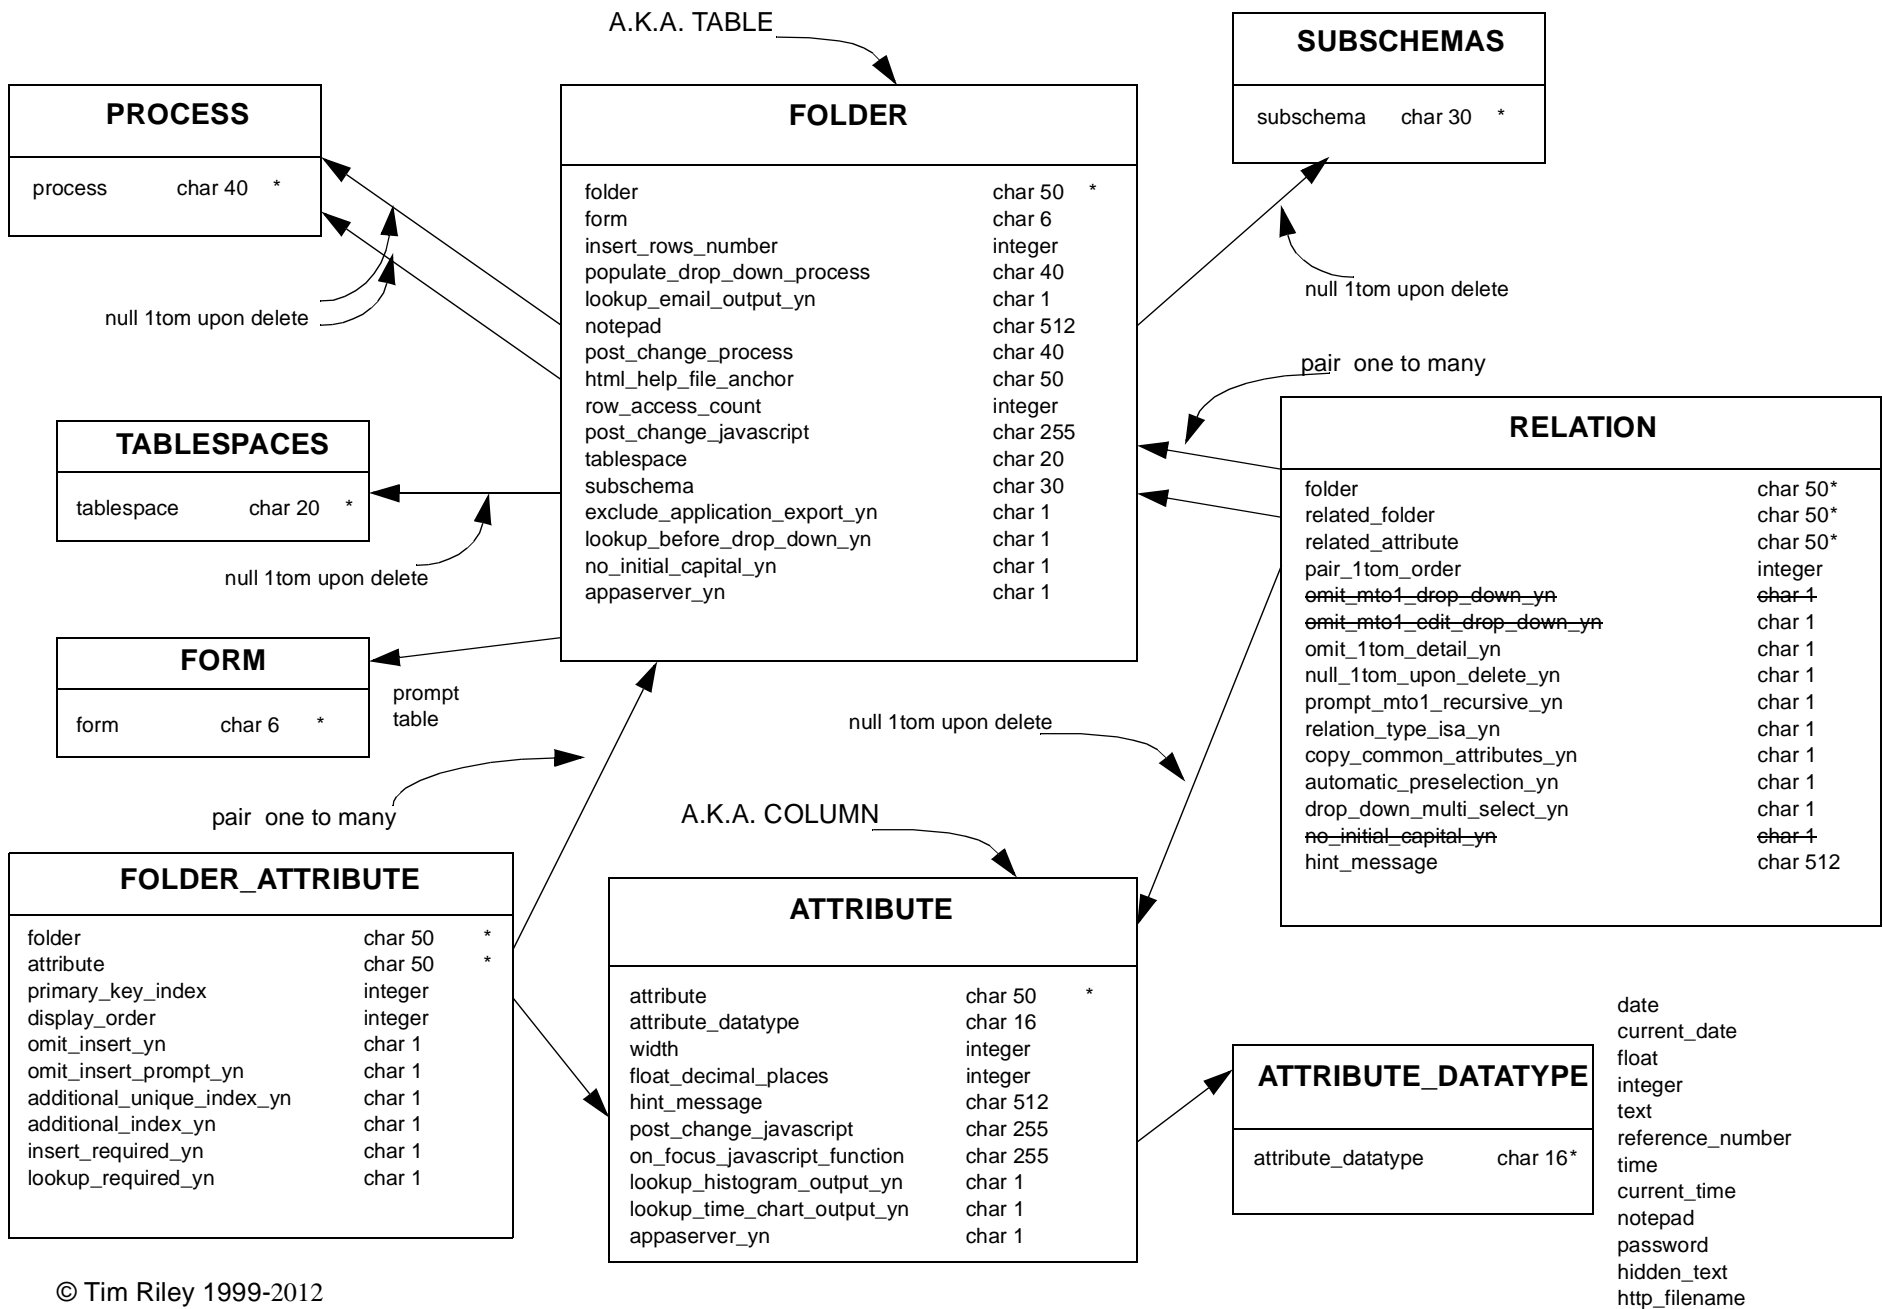 A.K.A. TABLE
SUBSCHEMAS
subschema char 30 *
PROCESS
process char 40 *
FOLDER
folder char 50 *
form char 6
insert_rows_number integer
populate_drop_down_process char 40
lookup_email_output_yn char 1
notepad char 512
post_change_process char 40
html_help_file_anchor char 50
row_access_count integer
post_change_javascript char 255
tablespace char 20
subschema char 30
exclude_application_export_yn char 1
lookup_before_drop_down_yn char 1
no_initial_capital_yn char 1
appaserver_yn char 1
null 1tom upon delete
null 1tom upon delete
pair one to many
TABLESPACES
tablespace char 20 *
null 1tom upon delete
RELATION
folder char 50*
related_folder char 50*
related_attribute char 50*
pair_1tom_order integer
omit_mto1_drop_down_yn char 1
omit_mto1_edit_drop_down_yn char 1
omit_1tom_detail_yn char 1
null_1tom_upon_delete_yn char 1
prompt_mto1_recursive_yn char 1
relation_type_isa_yn char 1
copy_common_attributes_yn char 1
automatic_preselection_yn char 1
drop_down_multi_select_yn char 1
no_initial_capital_yn char 1
hint_message char 512
FORM
form char 6 *
prompt
table
null 1tom upon delete
pair one to many
A.K.A. COLUMN
FOLDER_ATTRIBUTE
folder char 50 *
attribute char 50 *
primary_key_index integer
display_order integer
omit_insert_yn char 1
omit_insert_prompt_yn char 1
additional_unique_index_yn char 1
additional_index_yn char 1
insert_required_yn char 1
lookup_required_yn char 1
ATTRIBUTE
attribute char 50 *
attribute_datatype char 16
width integer
float_decimal_places integer
hint_message char 512
post_change_javascript char 255
on_focus_javascript_function char 255
lookup_histogram_output_yn char 1
lookup_time_chart_output_yn char 1
appaserver_yn char 1
ATTRIBUTE_DATATYPE
attribute_datatype char 16*
date
current_date
float
integer
text
reference_number
time
current_time
notepad
password
hidden_text
http_filename
© Tim Riley 1999-2012